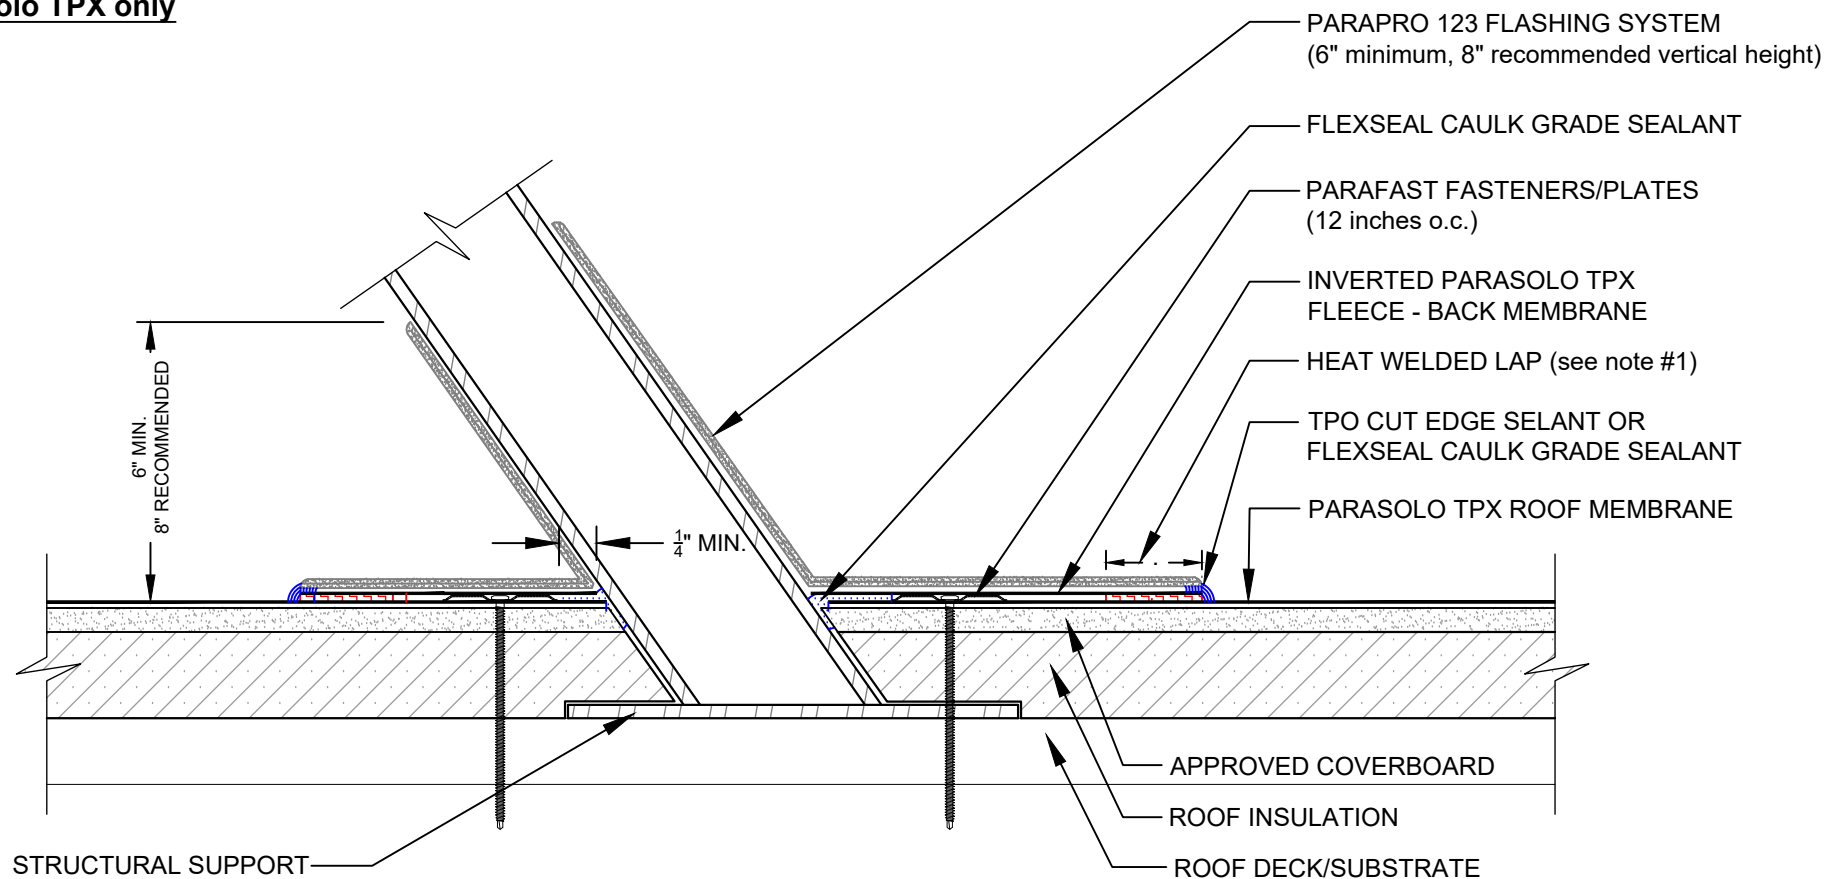 TPX only
PARAPRO 123 FLASHING SYSTEM
(6" minimum, 8" recommended vertical height)
FLEXSEAL CAULK GRADE SEALANT
PARAFAST FASTENERS/PLATES
(12 inches o.c.)
INVERTED PARASOLO TPX
FLEECE - BACK MEMBRANE
HEAT WELDED LAP (see note #1)
TPO CUT EDGE SELANT OR
FLEXSEAL CAULK GRADE SEALANT
PARASOLO TPX ROOF MEMBRANE
6" MIN.
8" RECOMMENDED
1/4" MIN.
APPROVED COVERBOARD
ROOF INSULATION
ROOF DECK/SUBSTRATE
STRUCTURAL SUPPORT